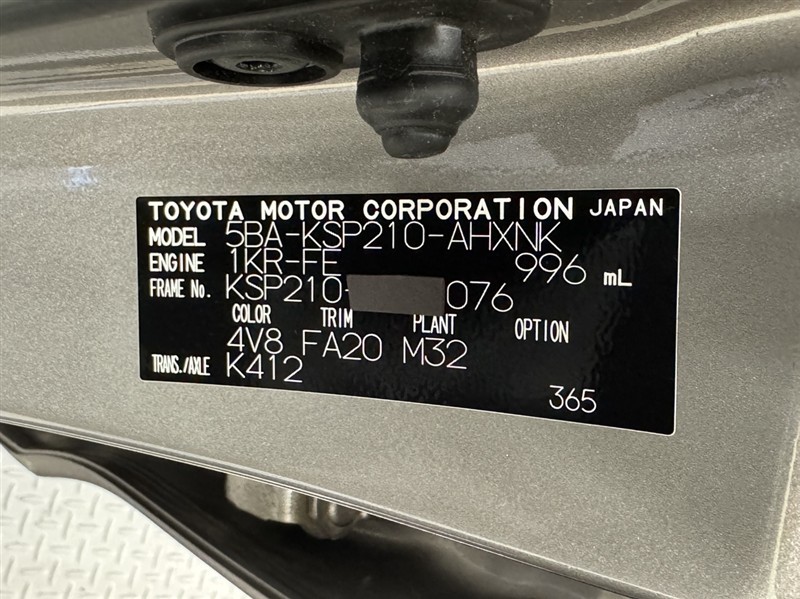 TOYOTA MOTOR CORPORATION JAPAN
MODEL 5BA-KSP210-AHXNK
ENGINE 1KR-FE 996 mL
FRAME No. KSP210- 076
COLOR TRIM PLANT OPTION
4V8 FA20 M32
TRANS./AXLE K412
365